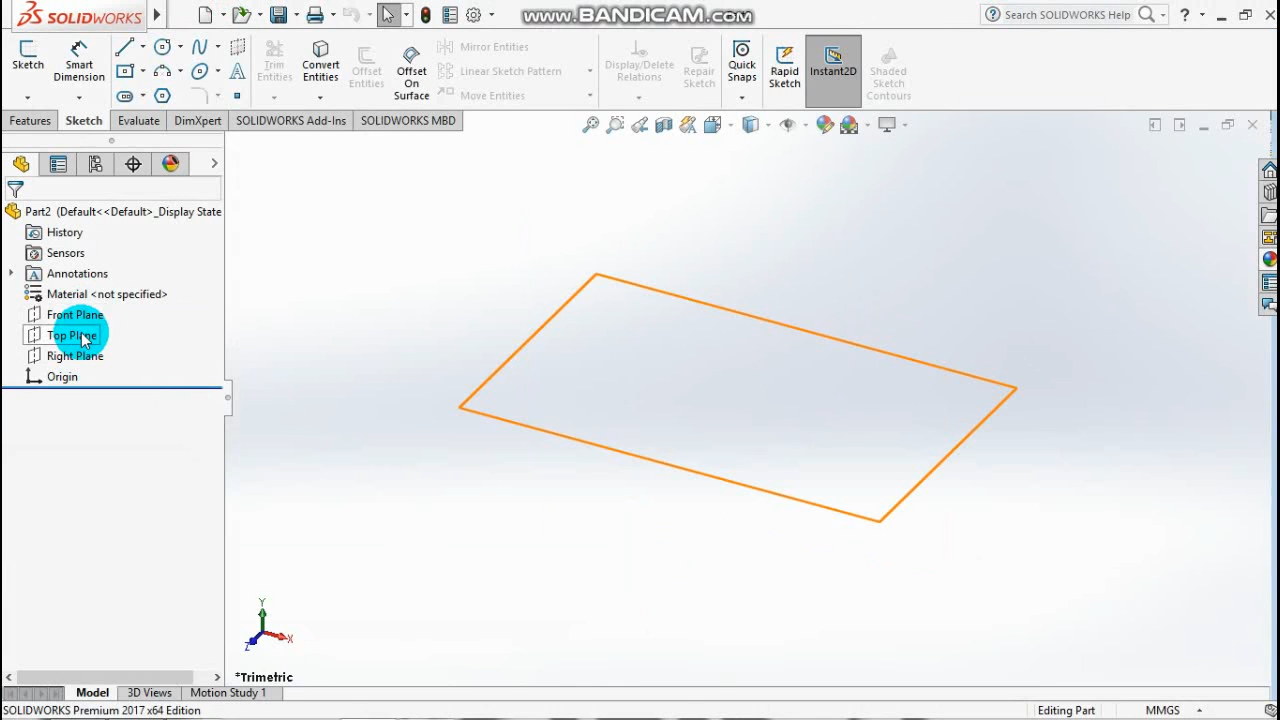 SOLIDWORKS
www.BANDICAM.com
Search SOLIDWORKS Help
?
Sketch
Smart Dimension
Trim Entities
Convert Entities
Offset Entities
Offset On Surface
Mirror Entities
Linear Sketch Pattern
Move Entities
Display/Delete Relations
Repair Sketch
Quick Snaps
Rapid Sketch
Instant2D
Shaded Sketch Contours
Features
Sketch
Evaluate
DimXpert
SOLIDWORKS Add-Ins
SOLIDWORKS MBD
Part2 (Default<<Default>_Display State
History
Sensors
Annotations
Material <not specified>
Front Plane
Top Plane
Right Plane
Origin
Y
X
Z
*Trimetric
Model
3D Views
Motion Study 1
SOLIDWORKS Premium 2017 x64 Edition
Editing Part
MMGS